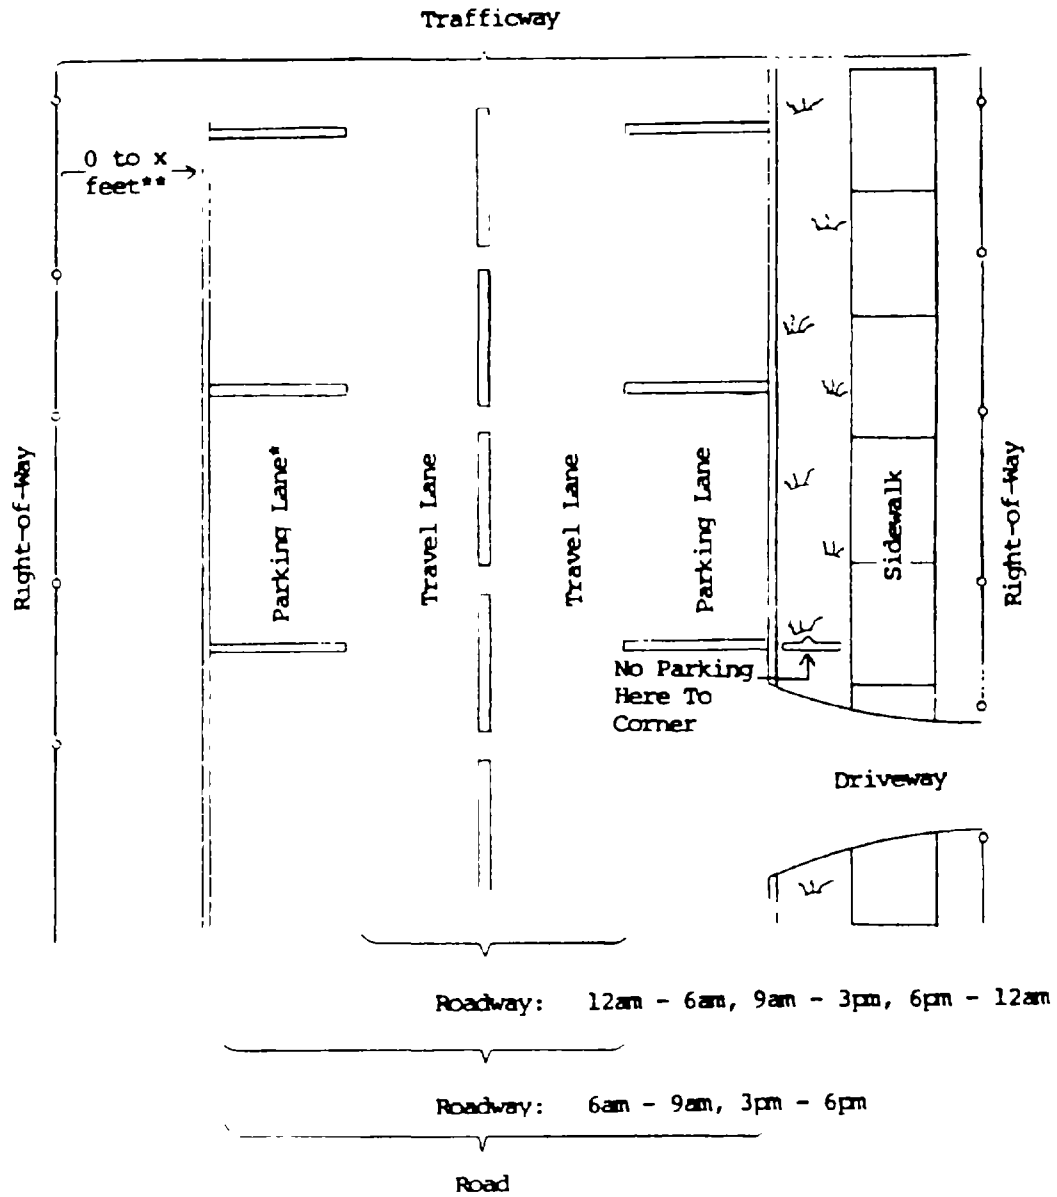 Trafficway
0 to x
feet**
Right-of-Way
Parking Lane*
Travel Lane
Travel Lane
Parking Lane
Sidewalk
Right-of-Way
No Parking
Here To
Corner
Driveway
Roadway: 12am - 6am, 9am - 3pm, 6pm - 12am
Roadway: 6am - 9am, 3pm - 6pm
Road